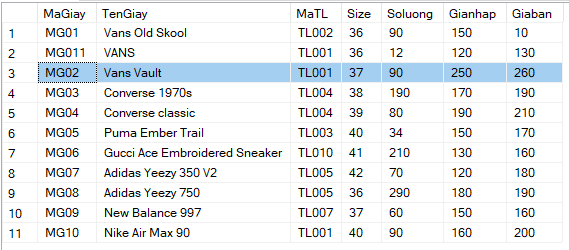 MaGiay TenGiay MaTL Size Soluong Gianhap Giaban
1 MG01 Vans Old Skool TL002 36 90 150 10
2 MG011 VANS TL001 36 12 120 130
3 MG02 Vans Vault TL001 37 90 250 260
4 MG03 Converse 1970s TL004 38 190 170 190
5 MG04 Converse classic TL004 39 80 190 210
6 MG05 Puma Ember Trail TL003 40 34 150 170
7 MG06 Gucci Ace Embroidered Sneaker TL010 41 210 130 160
8 MG07 Adidas Yeezy 350 V2 TL005 42 70 120 180
9 MG08 Adidas Yeezy 750 TL005 36 290 180 190
10 MG09 New Balance 997 TL007 37 60 150 160
11 MG10 Nike Air Max 90 TL001 40 90 160 200